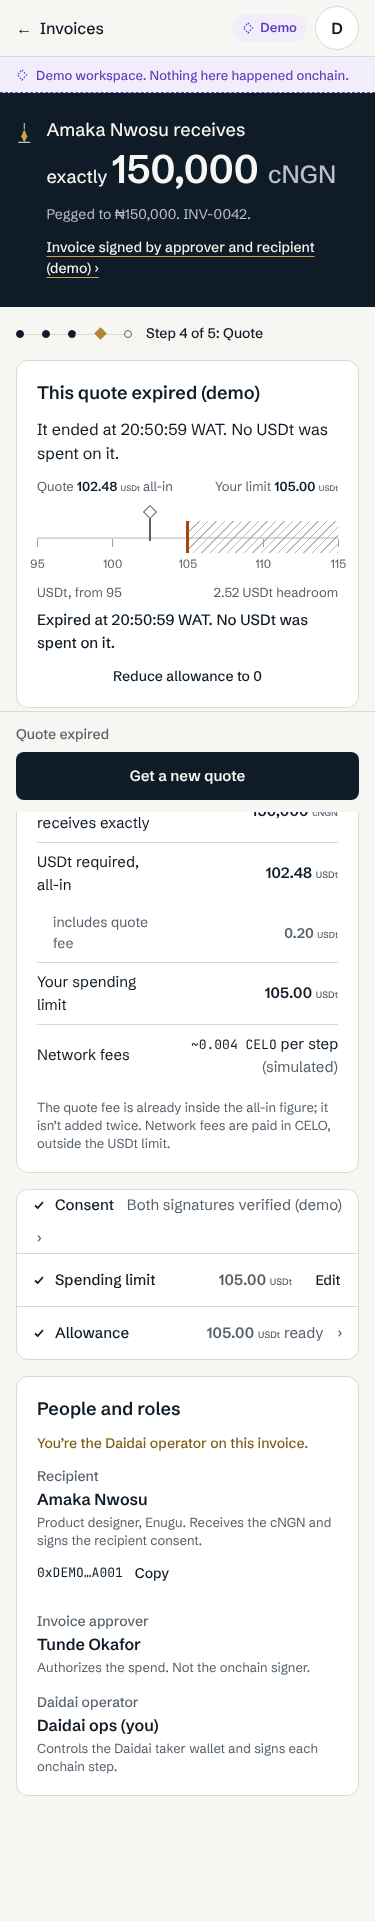 ← Invoices
Demo
D
Demo workspace. Nothing here happened onchain.
Amaka Nwosu receives
exactly 150,000 cNGN
Pegged to ₦150,000. INV-0042.
Invoice signed by approver and recipient
(demo) ›
Step 4 of 5: Quote
This quote expired (demo)
It ended at 20:50:59 WAT. No USDt was
spent on it.
Quote 102.48 USDt all-in
Your limit 105.00 USDt
95 100 105 110 115
USDt, from 95
2.52 USDt headroom
Expired at 20:50:59 WAT. No USDt was
spent on it.
Reduce allowance to 0
Quote expired
Get a new quote
receives exactly
150,000 cNGN
USDt required,
all-in
102.48 USDt
includes quote
fee
0.20 USDt
Your spending
limit
105.00 USDt
Network fees
~0.004 CELO per step
(simulated)
The quote fee is already inside the all-in figure; it
isn't added twice. Network fees are paid in CELO,
outside the USDt limit.
Consent Both signatures verified (demo)
›
Spending limit 105.00 USDt Edit
Allowance 105.00 USDt ready ›
People and roles
You're the Daidai operator on this invoice.
Recipient
Amaka Nwosu
Product designer, Enugu. Receives the cNGN and
signs the recipient consent.
0xDEMO…A001 Copy
Invoice approver
Tunde Okafor
Authorizes the spend. Not the onchain signer.
Daidai operator
Daidai ops (you)
Controls the Daidai taker wallet and signs each
onchain step.